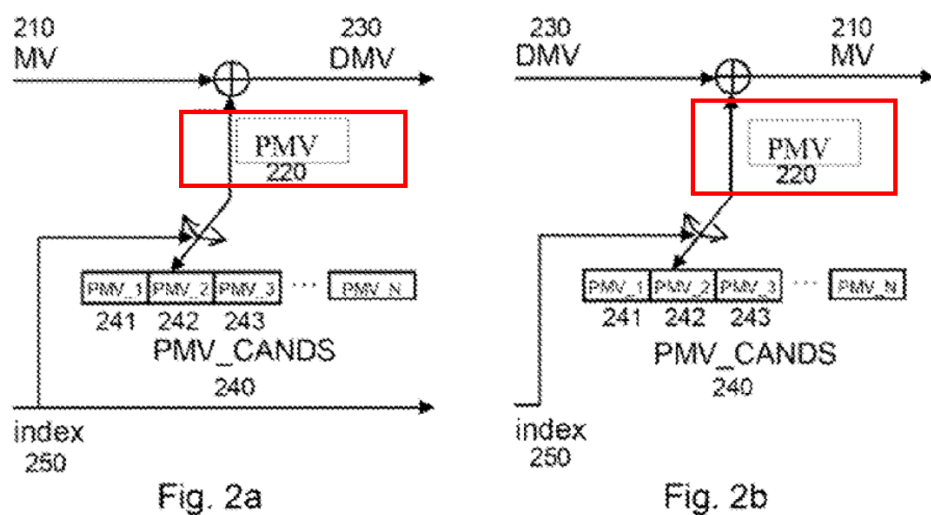 210
MV
230
DMV
PMV
220
PMV_1 PMV_2 PMV_3 ... PMV_N
241 242 243
PMV_CANDS
240
index
250
Fig. 2a
230
DMV
210
MV
PMV
220
PMV_1 PMV_2 PMV_3 ... PMV_N
241 242 243
PMV_CANDS
240
index
250
Fig. 2b